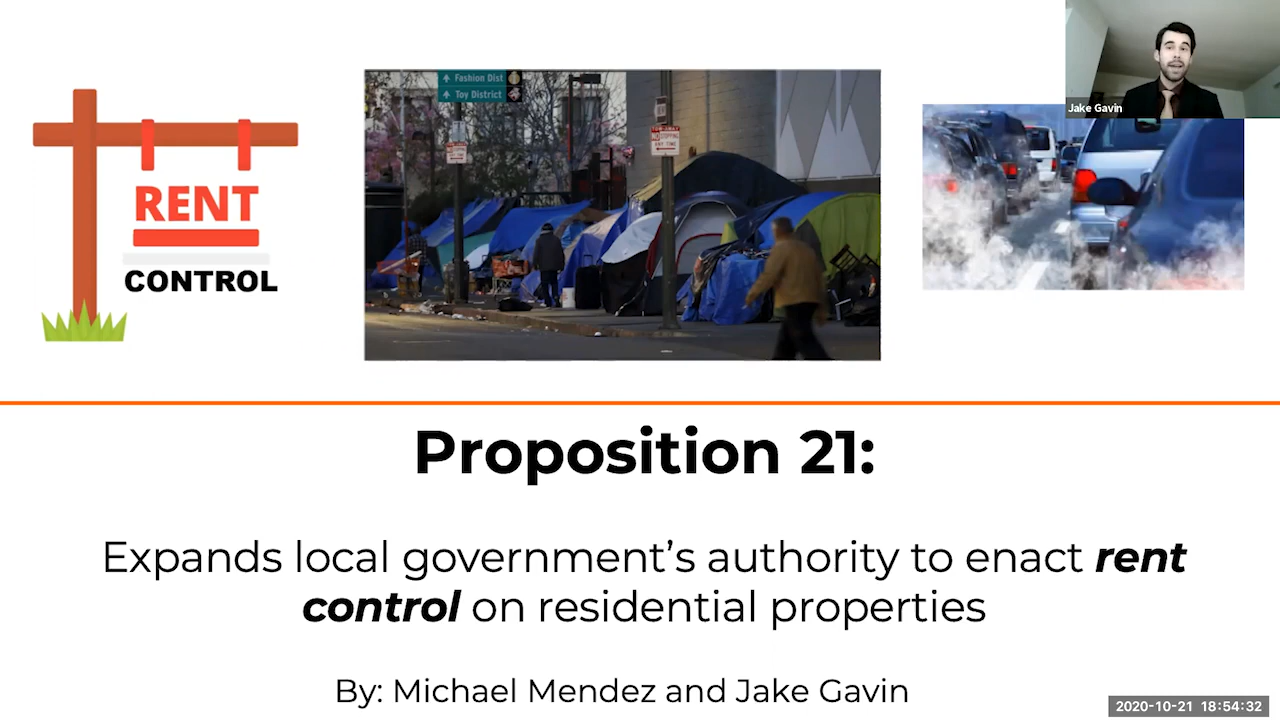 Jake Gavin
Fashion Dist
Toy District
RENT
CONTROL
Proposition 21:
Expands local government's authority to enact rent
control on residential properties
By: Michael Mendez and Jake Gavin
2020-10-21 18:54:32